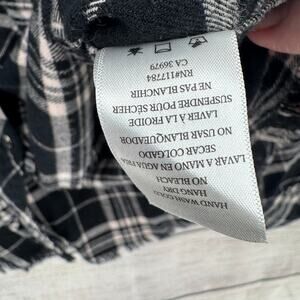 HAND WASH COLD
HANG DRY
NO BLEACH
LAVAR A MANO EN AGUA FRIA
SECAR COLGADO
NO USAR BLANQUEADOR
LAVER À LA FROIDE
SUSPENDRE POUR SÉCHER
NE PAS BLANCHIR
RN#117784
CA 36979